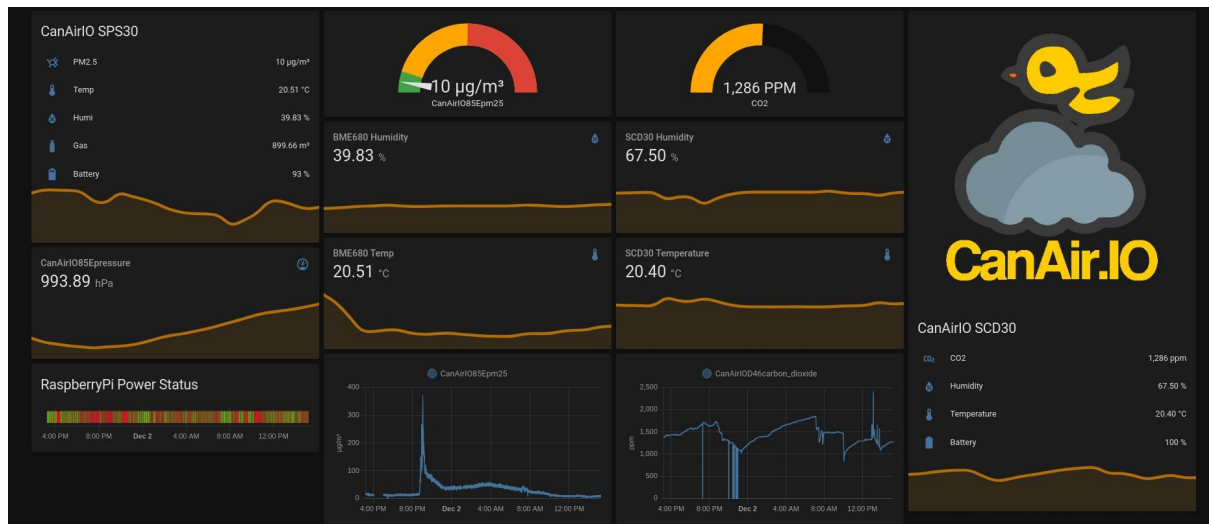 CanAirIO SPS30
PM2.5 10 µg/m³
Temp 20.51 °C
Humi 39.83 %
Gas 899.66 m³
Battery 93 %
CanAirIO85Epressure
993.89 hPa
RaspberryPi Power Status
4:00 PM 8:00 PM Dec 2 4:00 AM 8:00 AM 12:00 PM
10 µg/m³
CanAirIO85Epm25
BME680 Humidity
39.83 %
BME680 Temp
20.51 °C
CanAirIO85Epm25
400
300
200
100
0
µg/m³
4:00 PM 8:00 PM Dec 2 4:00 AM 8:00 AM 12:00 PM
1,286 PPM
CO2
SCD30 Humidity
67.50 %
SCD30 Temperature
20.40 °C
CanAirIOD46carbon_dioxide
2,500
2,000
1,500
1,000
500
0
ppm
4:00 PM 8:00 PM Dec 2 4:00 AM 8:00 AM 12:00 PM
CanAir.IO
CanAirIO SCD30
CO₂ CO2 1,286 ppm
Humidity 67.50 %
Temperature 20.40 °C
Battery 100 %